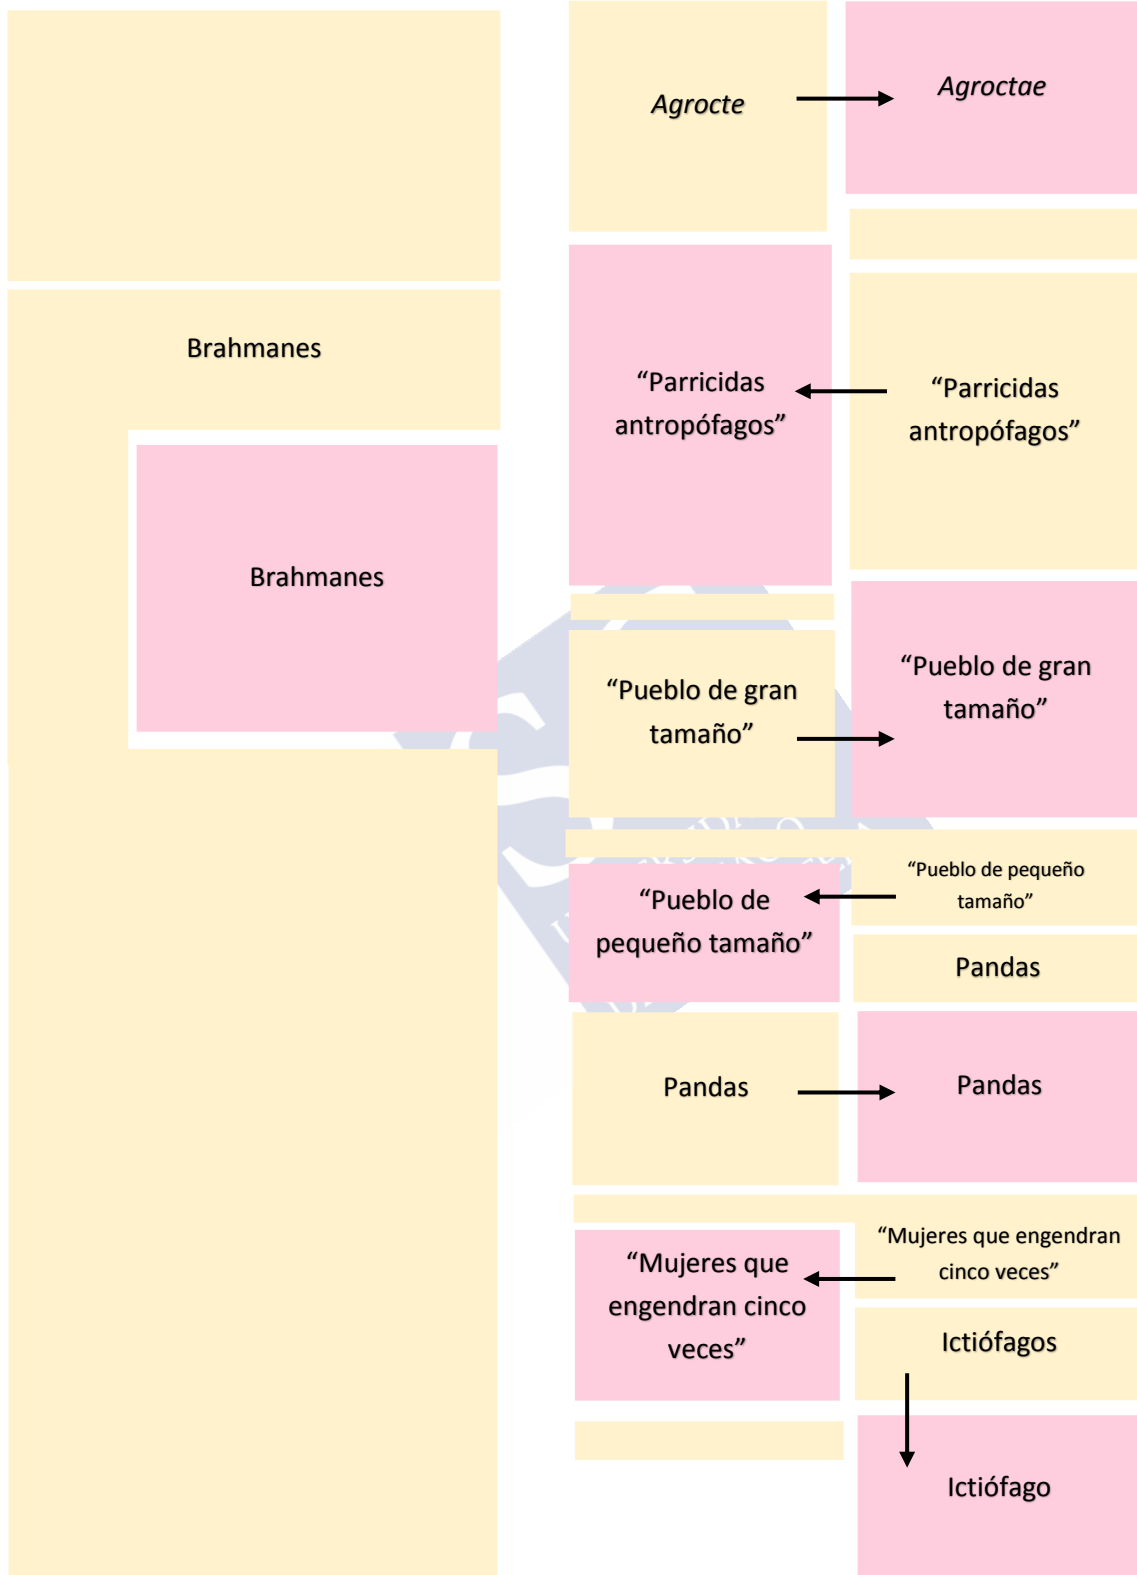 Brahmanes
Brahmanes
Agrocte
Agroctae
“Parricidas
antropófagos”
“Parricidas
antropófagos”
“Pueblo de gran
tamaño”
“Pueblo de gran
tamaño”
“Pueblo de
pequeño tamaño”
“Pueblo de pequeño
tamaño”
Pandas
Pandas
Pandas
“Mujeres que
engendran cinco
veces”
“Mujeres que engendran
cinco veces”
Ictiófagos
Ictiófago